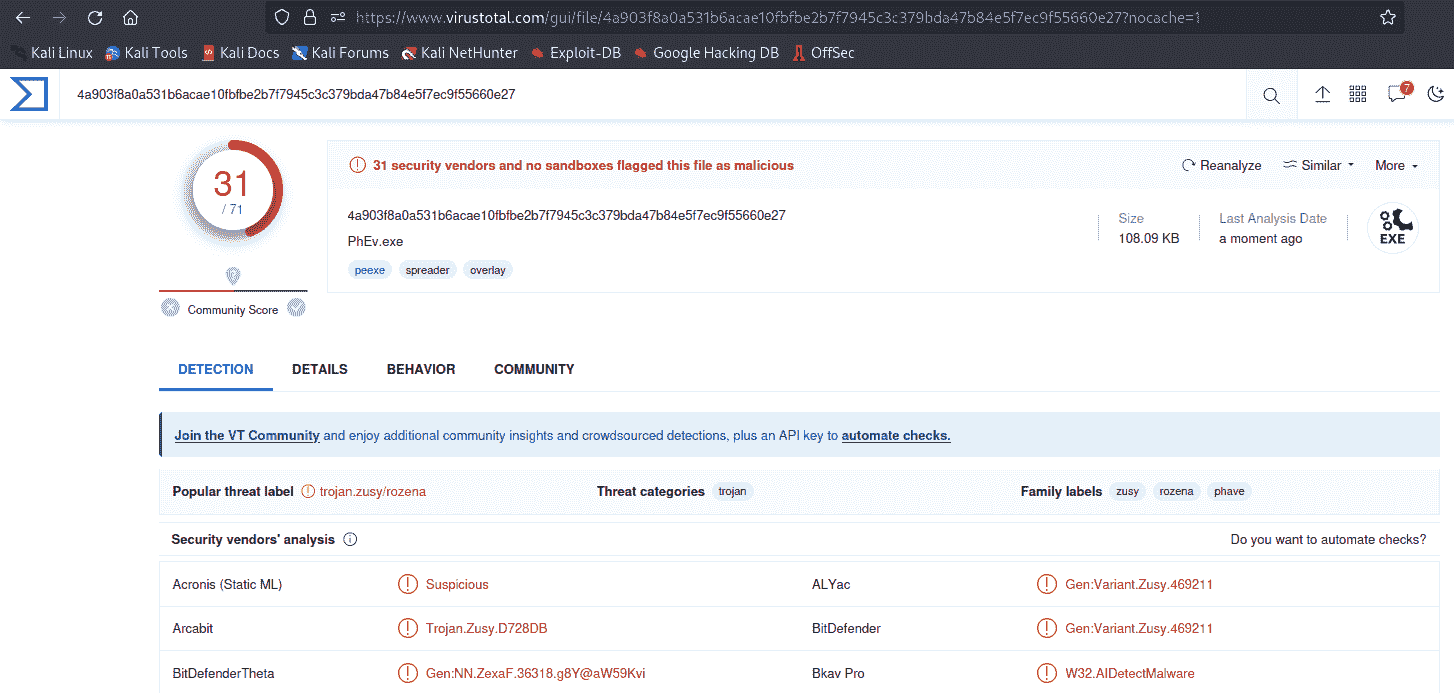 https://www.virustotal.com/gui/file/4a903f8a0a531b6acae10fbfbe2b7f7945c3c379bda47b84e5f7ec9f55660e27?nocache=1
Kali Linux Kali Tools Kali Docs Kali Forums Kali NetHunter Exploit-DB Google Hacking DB OffSec
4a903f8a0a531b6acae10fbfbe2b7f7945c3c379bda47b84e5f7ec9f55660e27 7
31 / 71
Community Score
31 security vendors and no sandboxes flagged this file as malicious Reanalyze Similar More
4a903f8a0a531b6acae10fbfbe2b7f7945c3c379bda47b84e5f7ec9f55660e27
PhEv.exe
peexe spreader overlay
Size
108.09 KB
Last Analysis Date
a moment ago
EXE
DETECTION DETAILS BEHAVIOR COMMUNITY
Join the VT Community and enjoy additional community insights and crowdsourced detections, plus an API key to automate checks.
Popular threat label trojan.zusy/rozena Threat categories trojan Family labels zusy rozena phave
Security vendors' analysis Do you want to automate checks?
Acronis (Static ML) Suspicious ALYac Gen:Variant.Zusy.469211
Arcabit Trojan.Zusy.D728DB BitDefender Gen:Variant.Zusy.469211
BitDefenderTheta Gen:NN.ZexaF.36318.g8Y@aW59Kvi Bkav Pro W32.AIDetectMalware